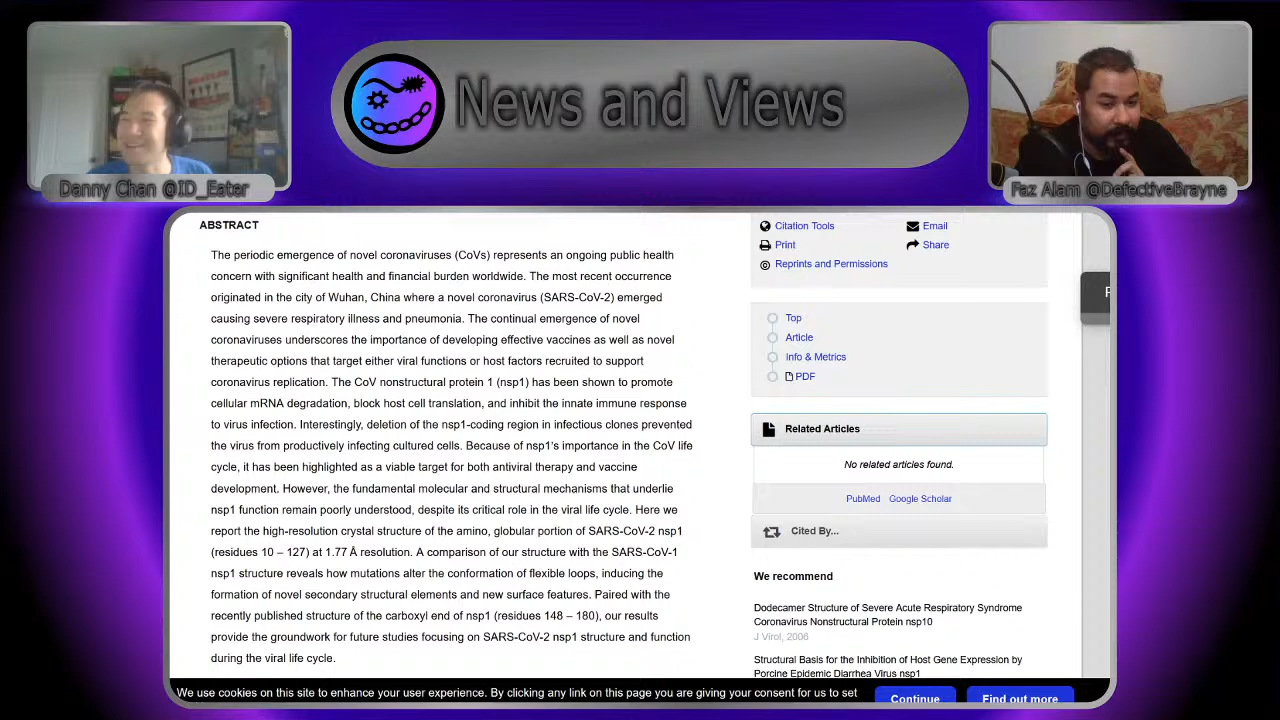 News and Views
Danny Chan @ID_Eater
Faz Alam @DefectiveBrayne
ABSTRACT
The periodic emergence of novel coronaviruses (CoVs) represents an ongoing public health
concern with significant health and financial burden worldwide. The most recent occurrence
originated in the city of Wuhan, China where a novel coronavirus (SARS-CoV-2) emerged
causing severe respiratory illness and pneumonia. The continual emergence of novel
coronaviruses underscores the importance of developing effective vaccines as well as novel
therapeutic options that target either viral functions or host factors recruited to support
coronavirus replication. The CoV nonstructural protein 1 (nsp1) has been shown to promote
cellular mRNA degradation, block host cell translation, and inhibit the innate immune response
to virus infection. Interestingly, deletion of the nsp1-coding region in infectious clones prevented
the virus from productively infecting cultured cells. Because of nsp1's importance in the CoV life
cycle, it has been highlighted as a viable target for both antiviral therapy and vaccine
development. However, the fundamental molecular and structural mechanisms that underlie
nsp1 function remain poorly understood, despite its critical role in the viral life cycle. Here we
report the high-resolution crystal structure of the amino, globular portion of SARS-CoV-2 nsp1
(residues 10 – 127) at 1.77Å resolution. A comparison of our structure with the SARS-CoV-1
nsp1 structure reveals how mutations alter the conformation of flexible loops, inducing the
formation of novel secondary structural elements and new surface features. Paired with the
recently published structure of the carboxyl end of nsp1 (residues 148 – 180), our results
provide the groundwork for future studies focusing on SARS-CoV-2 nsp1 structure and function
during the viral life cycle.
Citation Tools
Email
Print
Share
Reprints and Permissions
Top
Article
Info & Metrics
PDF
Related Articles
No related articles found.
PubMed Google Scholar
Cited By...
We recommend
Dodecamer Structure of Severe Acute Respiratory Syndrome
Coronavirus Nonstructural Protein nsp10
J Virol, 2006
Structural Basis for the Inhibition of Host Gene Expression by
Porcine Epidemic Diarrhea Virus nsp1
We use cookies on this site to enhance your user experience. By clicking any link on this page you are giving your consent for us to set
Continue
Find out more